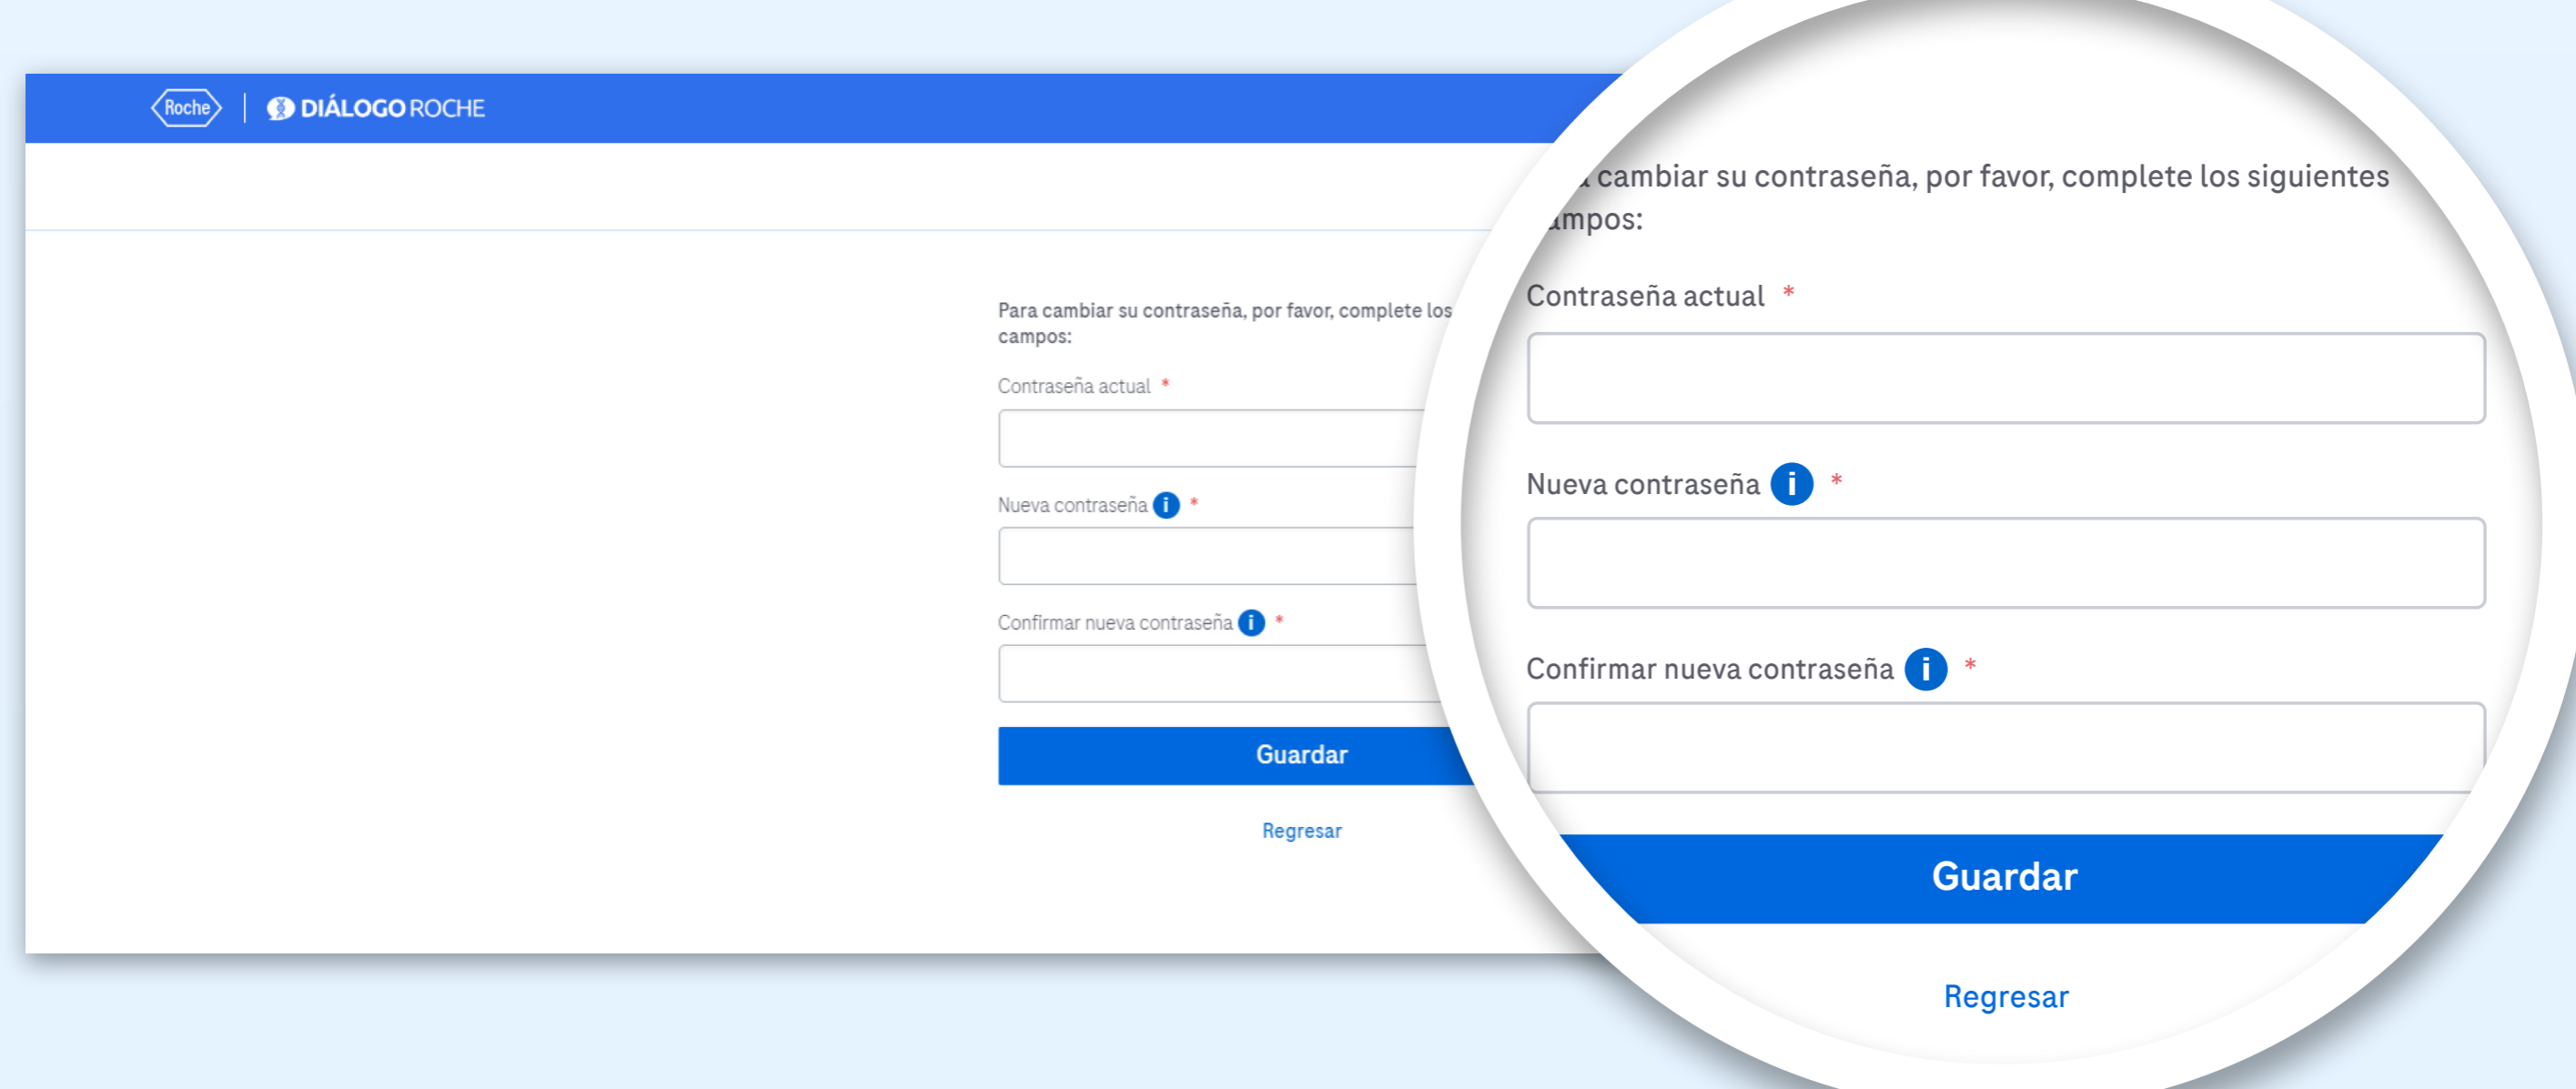 Roche
DIÁLOGO ROCHE
Para cambiar su contraseña, por favor, complete los
campos:
Contraseña actual *
Nueva contraseña i *
Confirmar nueva contraseña i *
Guardar
Regresar
cambiar su contraseña, por favor, complete los siguientes
campos:
Contraseña actual *
Nueva contraseña i *
Confirmar nueva contraseña i *
Guardar
Regresar